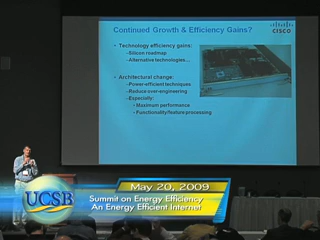 Continued Growth & Efficiency Gains?
CISCO
• Technology efficiency gains:
-Silicon roadmap
-Alternative technologies...
• Architectural change:
-Power-efficient techniques
-Reduce over-engineering
-Especially:
• Maximum performance
• Functionality/feature processing
May 20, 2009
UCSB
Summit on Energy Efficiency
An Energy Efficient Internet